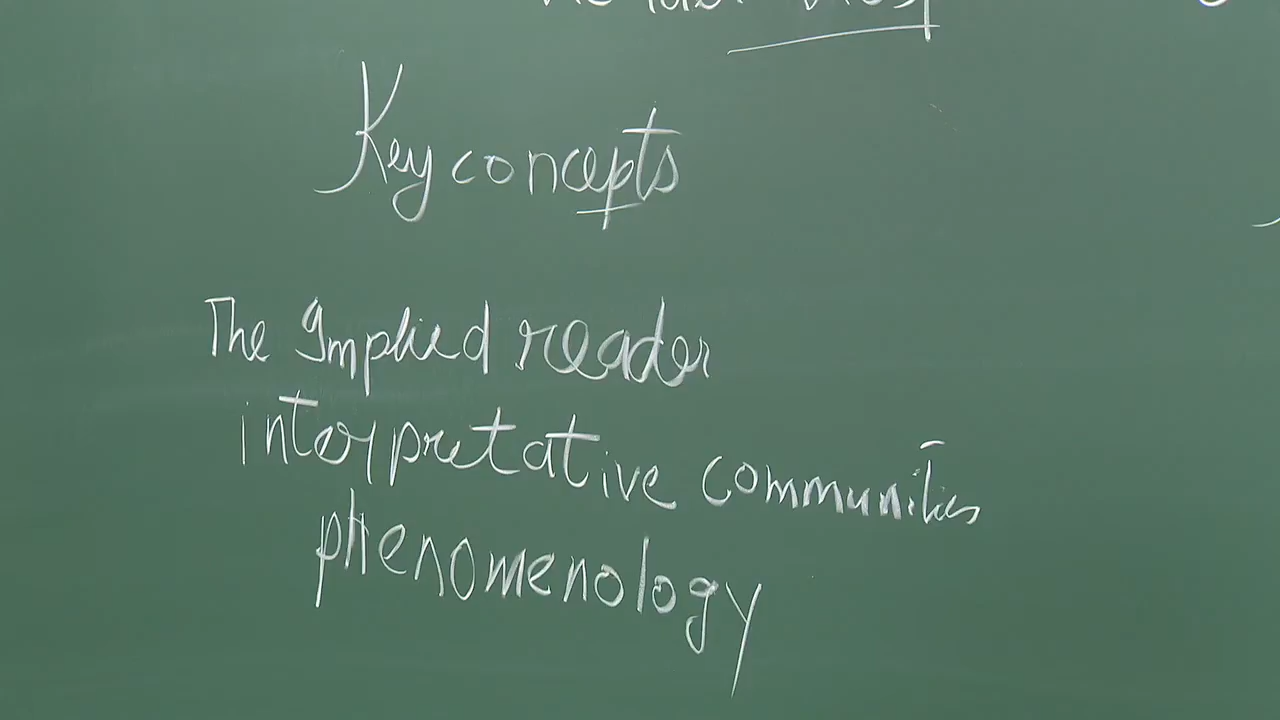 Key concepts
The Implied reader
interpretative communities
phenomenology